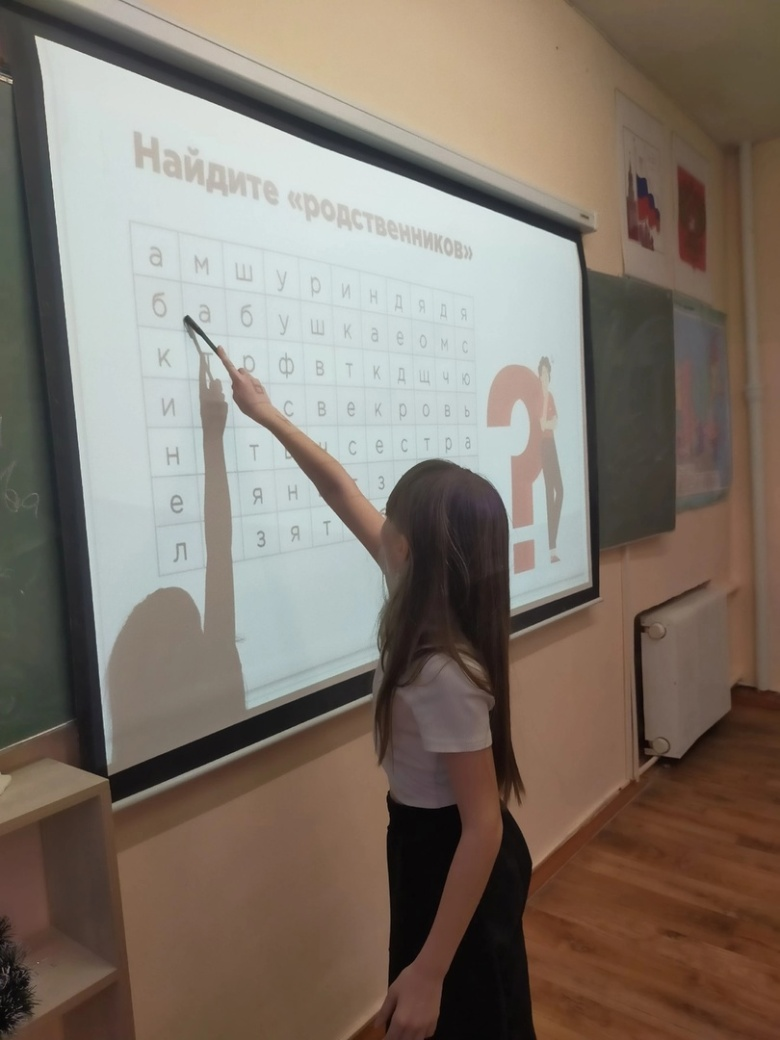 Найдите «родственников»
а м ш у р и н д я д я
б а б у ш к а е о м с
к т р ф в т к д щ ч ю
и с в е к р о в ь
н т с е с т р а
е я н т з
л з я т